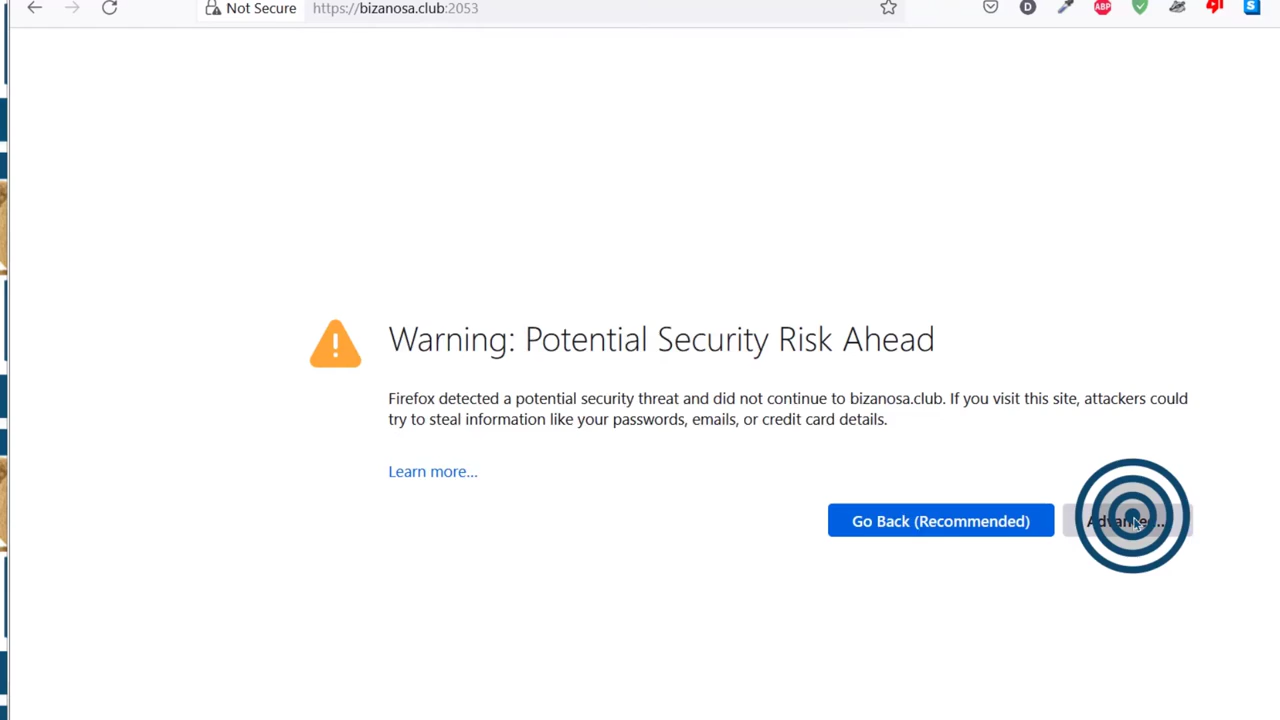 Not Secure https://bizanosa.club:2053
D ABP S
Warning: Potential Security Risk Ahead
Firefox detected a potential security threat and did not continue to bizanosa.club. If you visit this site, attackers could
try to steal information like your passwords, emails, or credit card details.
Learn more...
Go Back (Recommended) Advanced...